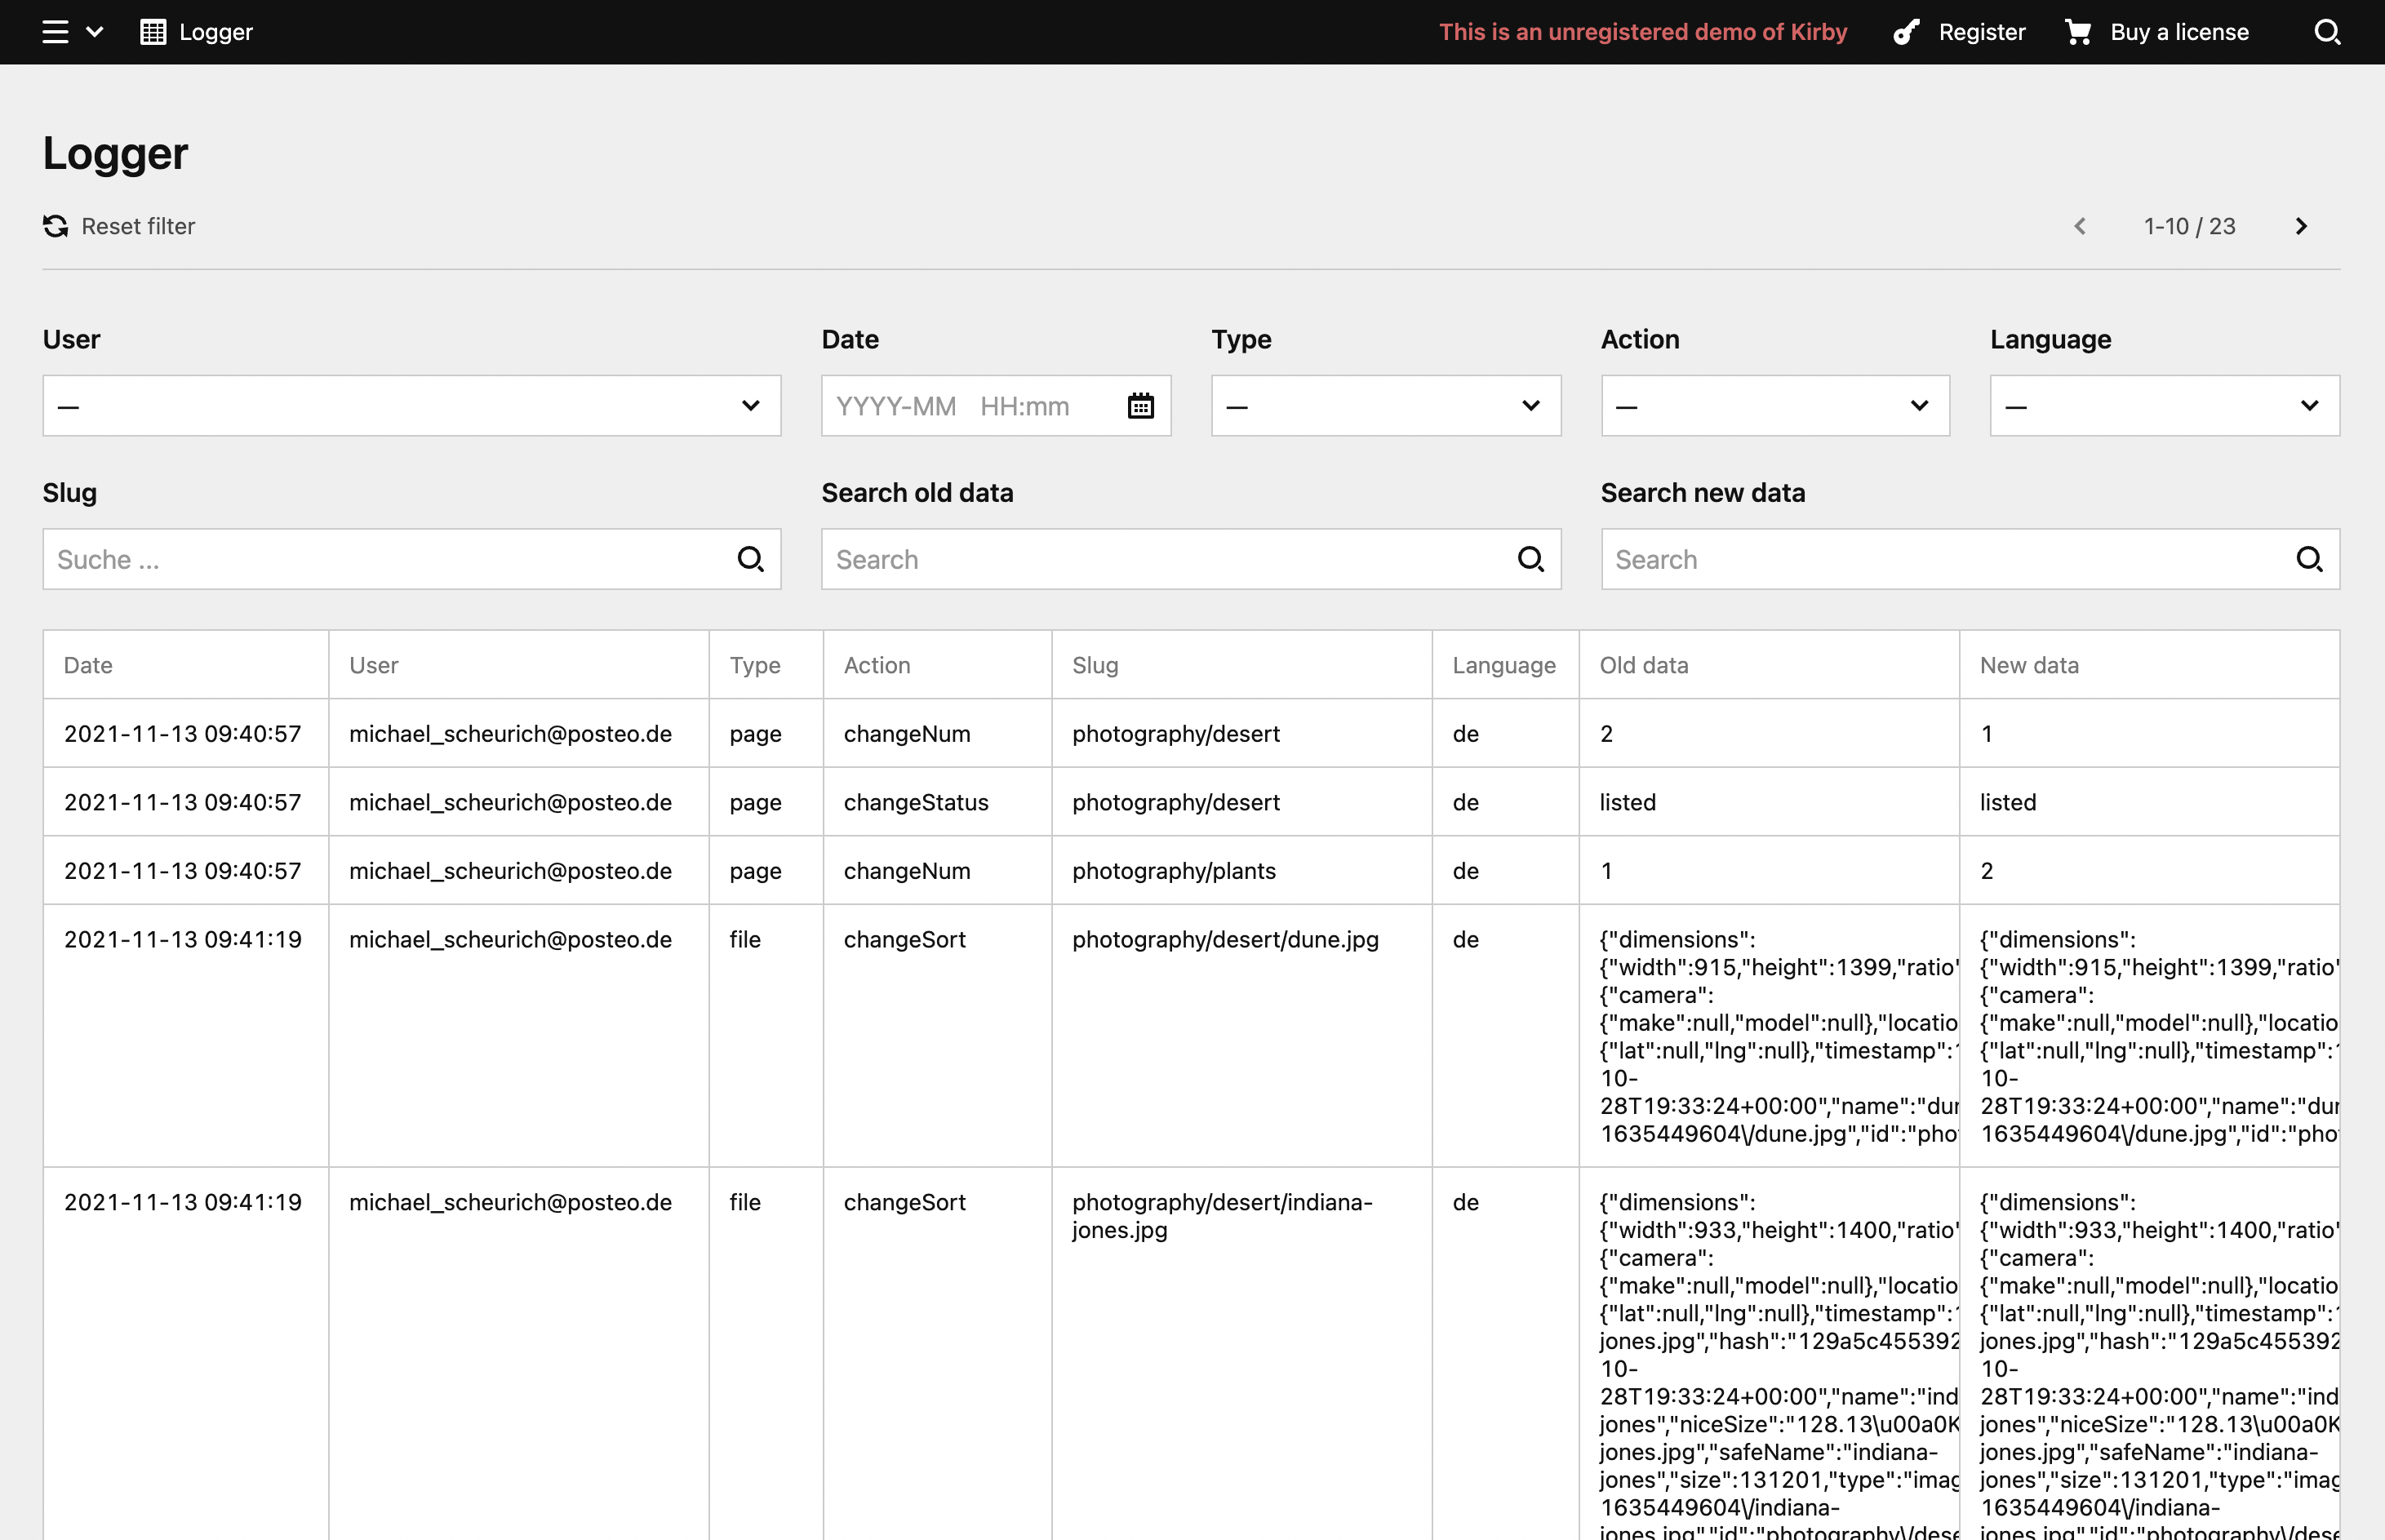 Logger
This is an unregistered demo of Kirby
Register
Buy a license
Logger
Reset filter
1-10 / 23
User
Date
Type
Action
Language
—
YYYY-MM HH:mm
—
—
—
Slug
Search old data
Search new data
Suche ...
Search
Search
Date User Type Action Slug Language Old data New data
2021-11-13 09:40:57 michael_scheurich@posteo.de page changeNum photography/desert de 2 1
2021-11-13 09:40:57 michael_scheurich@posteo.de page changeStatus photography/desert de listed listed
2021-11-13 09:40:57 michael_scheurich@posteo.de page changeNum photography/plants de 1 2
2021-11-13 09:41:19 michael_scheurich@posteo.de file changeSort photography/desert/dune.jpg de
{"dimensions":
{"width":915,"height":1399,"ratio"
{"camera":
{"make":null,"model":null},"locatio
{"lat":null,"lng":null},"timestamp":
10-
28T19:33:24+00:00","name":"dun
1635449604\/dune.jpg","id":"pho
{"dimensions":
{"width":915,"height":1399,"ratio"
{"camera":
{"make":null,"model":null},"locatio
{"lat":null,"lng":null},"timestamp":
10-
28T19:33:24+00:00","name":"dun
1635449604\/dune.jpg","id":"pho
2021-11-13 09:41:19 michael_scheurich@posteo.de file changeSort photography/desert/indiana-
jones.jpg
de
{"dimensions":
{"width":933,"height":1400,"ratio"
{"camera":
{"make":null,"model":null},"locatio
{"lat":null,"lng":null},"timestamp":
jones.jpg","hash":"129a5c455392
10-
28T19:33:24+00:00","name":"ind
jones","niceSize":"128.13\u00a0K
jones.jpg","safeName":"indiana-
jones","size":131201,"type":"imag
1635449604\/indiana-
jones.jpg","id":"photography\/dese
{"dimensions":
{"width":933,"height":1400,"ratio"
{"camera":
{"make":null,"model":null},"locatio
{"lat":null,"lng":null},"timestamp":
jones.jpg","hash":"129a5c455392
10-
28T19:33:24+00:00","name":"ind
jones","niceSize":"128.13\u00a0K
jones.jpg","safeName":"indiana-
jones","size":131201,"type":"imag
1635449604\/indiana-
jones.jpg","id":"photography\/dese